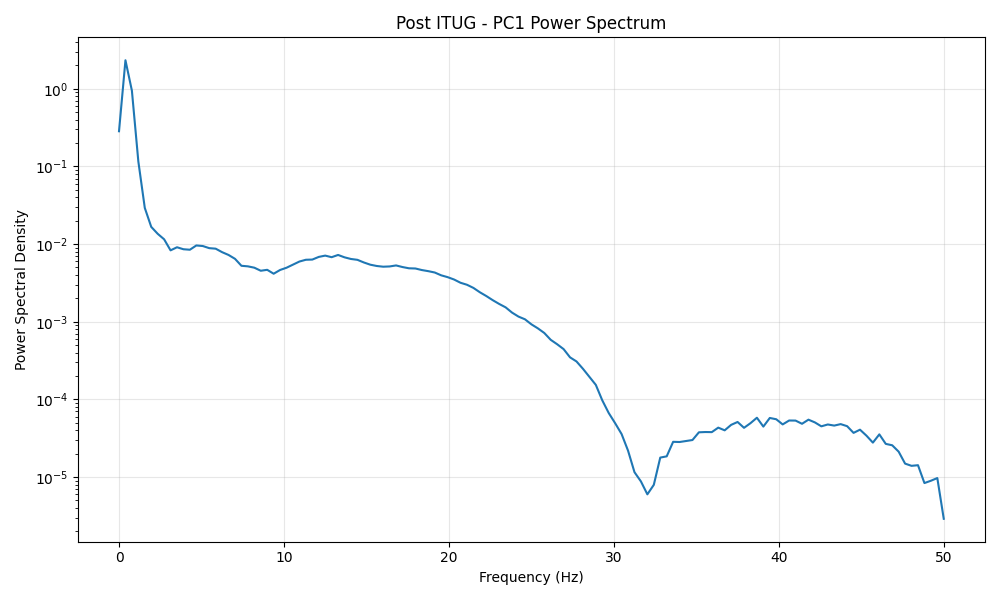 Post ITUG - PC1 Power Spectrum
Power Spectral Density
10⁰
10⁻¹
10⁻²
10⁻³
10⁻⁴
10⁻⁵
0 10 20 30 40 50
Frequency (Hz)